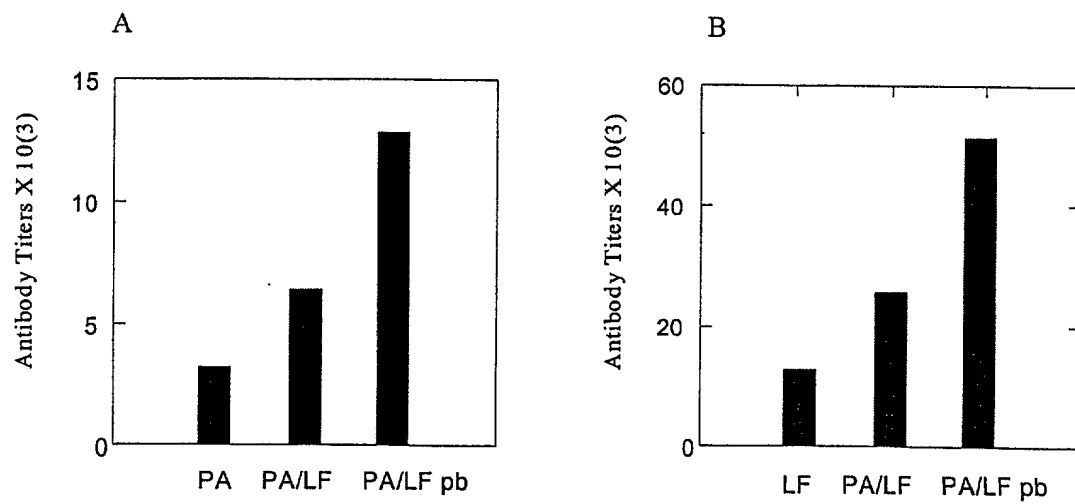 A
Antibody Titers X 10(3)
15
10
5
0
PA PA/LF PA/LF pb
B
Antibody Titers X 10(3)
60
40
20
0
LF PA/LF PA/LF pb